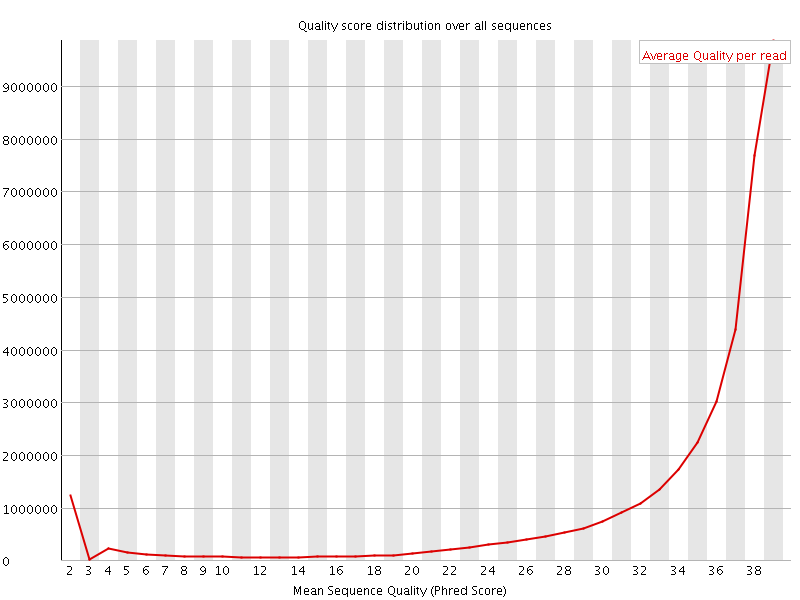 Quality score distribution over all sequences
Average Quality per read
9000000
8000000
7000000
6000000
5000000
4000000
3000000
2000000
1000000
0
2 3 4 5 6 7 8 9 10 12 14 16 18 20 22 24 26 28 30 32 34 36 38
Mean Sequence Quality (Phred Score)